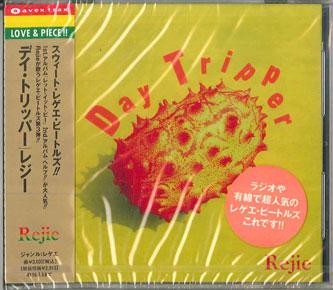 avex trax
LOVE & PIECE!!
スウィート・レゲエ・ビートルズ!!
デイ・トリッパー/レジー
Rejie
ジャンル:レゲエ
Day Tripper
ラジオや
有線で超人気の
レゲエ・ビートルズ
これです!!
Rejie